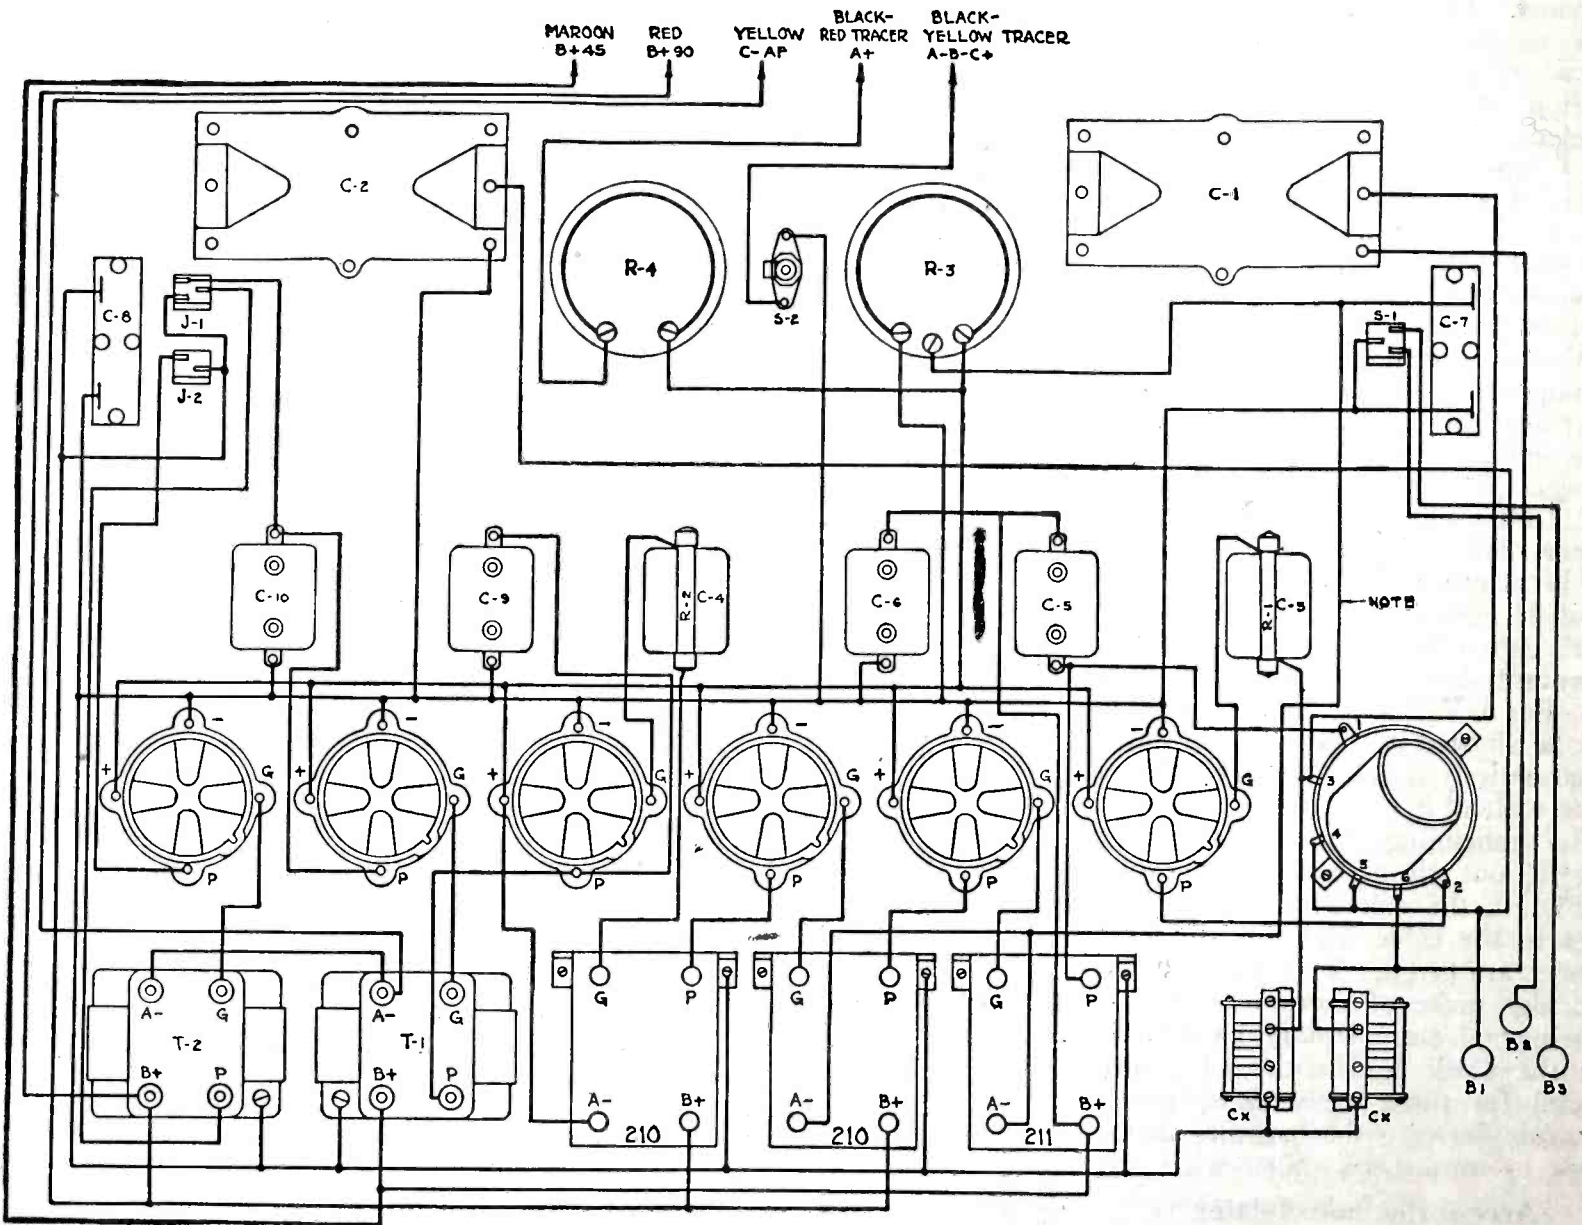 MAROON
B+45
RED
B+90
YELLOW
C-AP
BLACK-
RED TRACER
A+
BLACK-
YELLOW TRACER
A-B-C+
C-2
R-4
S-2
R-3
C-1
C-8
J-1
J-2
S-1
C-7
C-10
C-9
R-2
C-4
C-6
C-5
R-1
C-5
NOTE
-
-
-
-
-
-
+
G
+
G
+
G
+
G
+
G
+
G
P
P
P
P
P
P
1
3
4
5
6
2
A-
G
T-2
B+
P
A-
G
T-1
B+
P
G
P
A-
B+
210
G
P
A-
B+
210
G
P
A-
B+
211
CX
CX
B1
B2
B3